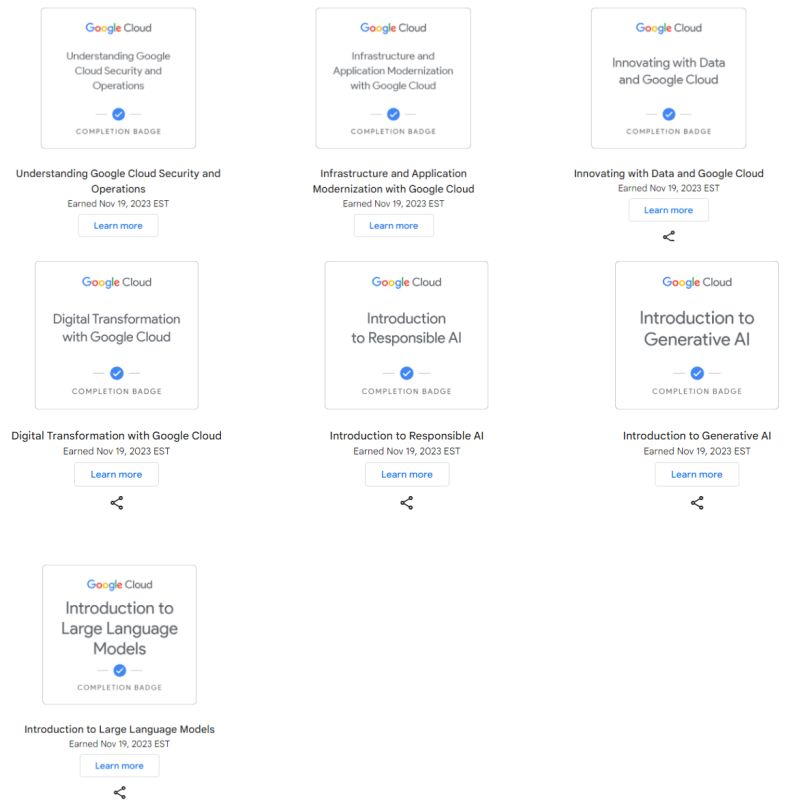 Google Cloud
Understanding Google
Cloud Security and
Operations
COMPLETION BADGE
Understanding Google Cloud Security and
Operations
Earned Nov 19, 2023 EST
Learn more
Google Cloud
Infrastructure and
Application Modernization
with Google Cloud
COMPLETION BADGE
Infrastructure and Application
Modernization with Google Cloud
Earned Nov 19, 2023 EST
Learn more
Google Cloud
Innovating with Data
and Google Cloud
COMPLETION BADGE
Innovating with Data and Google Cloud
Earned Nov 19, 2023 EST
Learn more
Google Cloud
Digital Transformation
with Google Cloud
COMPLETION BADGE
Digital Transformation with Google Cloud
Earned Nov 19, 2023 EST
Learn more
Google Cloud
Introduction
to Responsible AI
COMPLETION BADGE
Introduction to Responsible AI
Earned Nov 19, 2023 EST
Learn more
Google Cloud
Introduction to
Generative AI
COMPLETION BADGE
Introduction to Generative AI
Earned Nov 19, 2023 EST
Learn more
Google Cloud
Introduction to
Large Language
Models
COMPLETION BADGE
Introduction to Large Language Models
Earned Nov 19, 2023 EST
Learn more